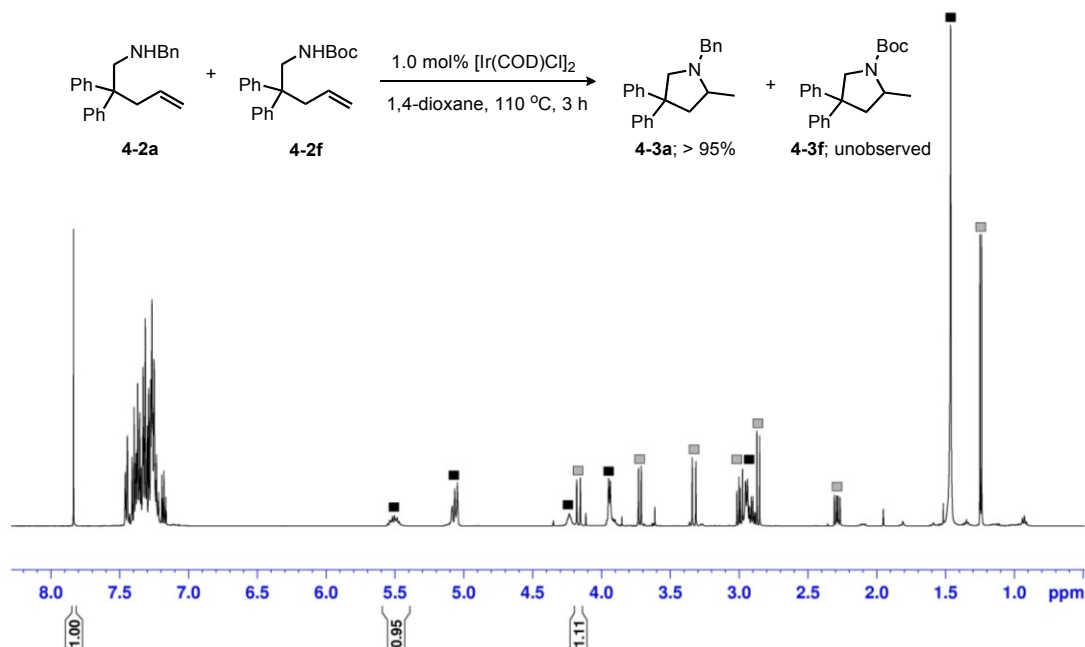 NHBn
Ph
Ph
4-2a
+
NHBoc
Ph
Ph
4-2f
1.0 mol% [Ir(COD)Cl]2
1,4-dioxane, 110 oC, 3 h
Bn
N
Ph
Ph
4-3a; > 95%
+
Boc
N
Ph
Ph
4-3f; unobserved
8.0 7.5 7.0 6.5 6.0 5.5 5.0 4.5 4.0 3.5 3.0 2.5 2.0 1.5 1.0 ppm
1.00
0.95
1.11